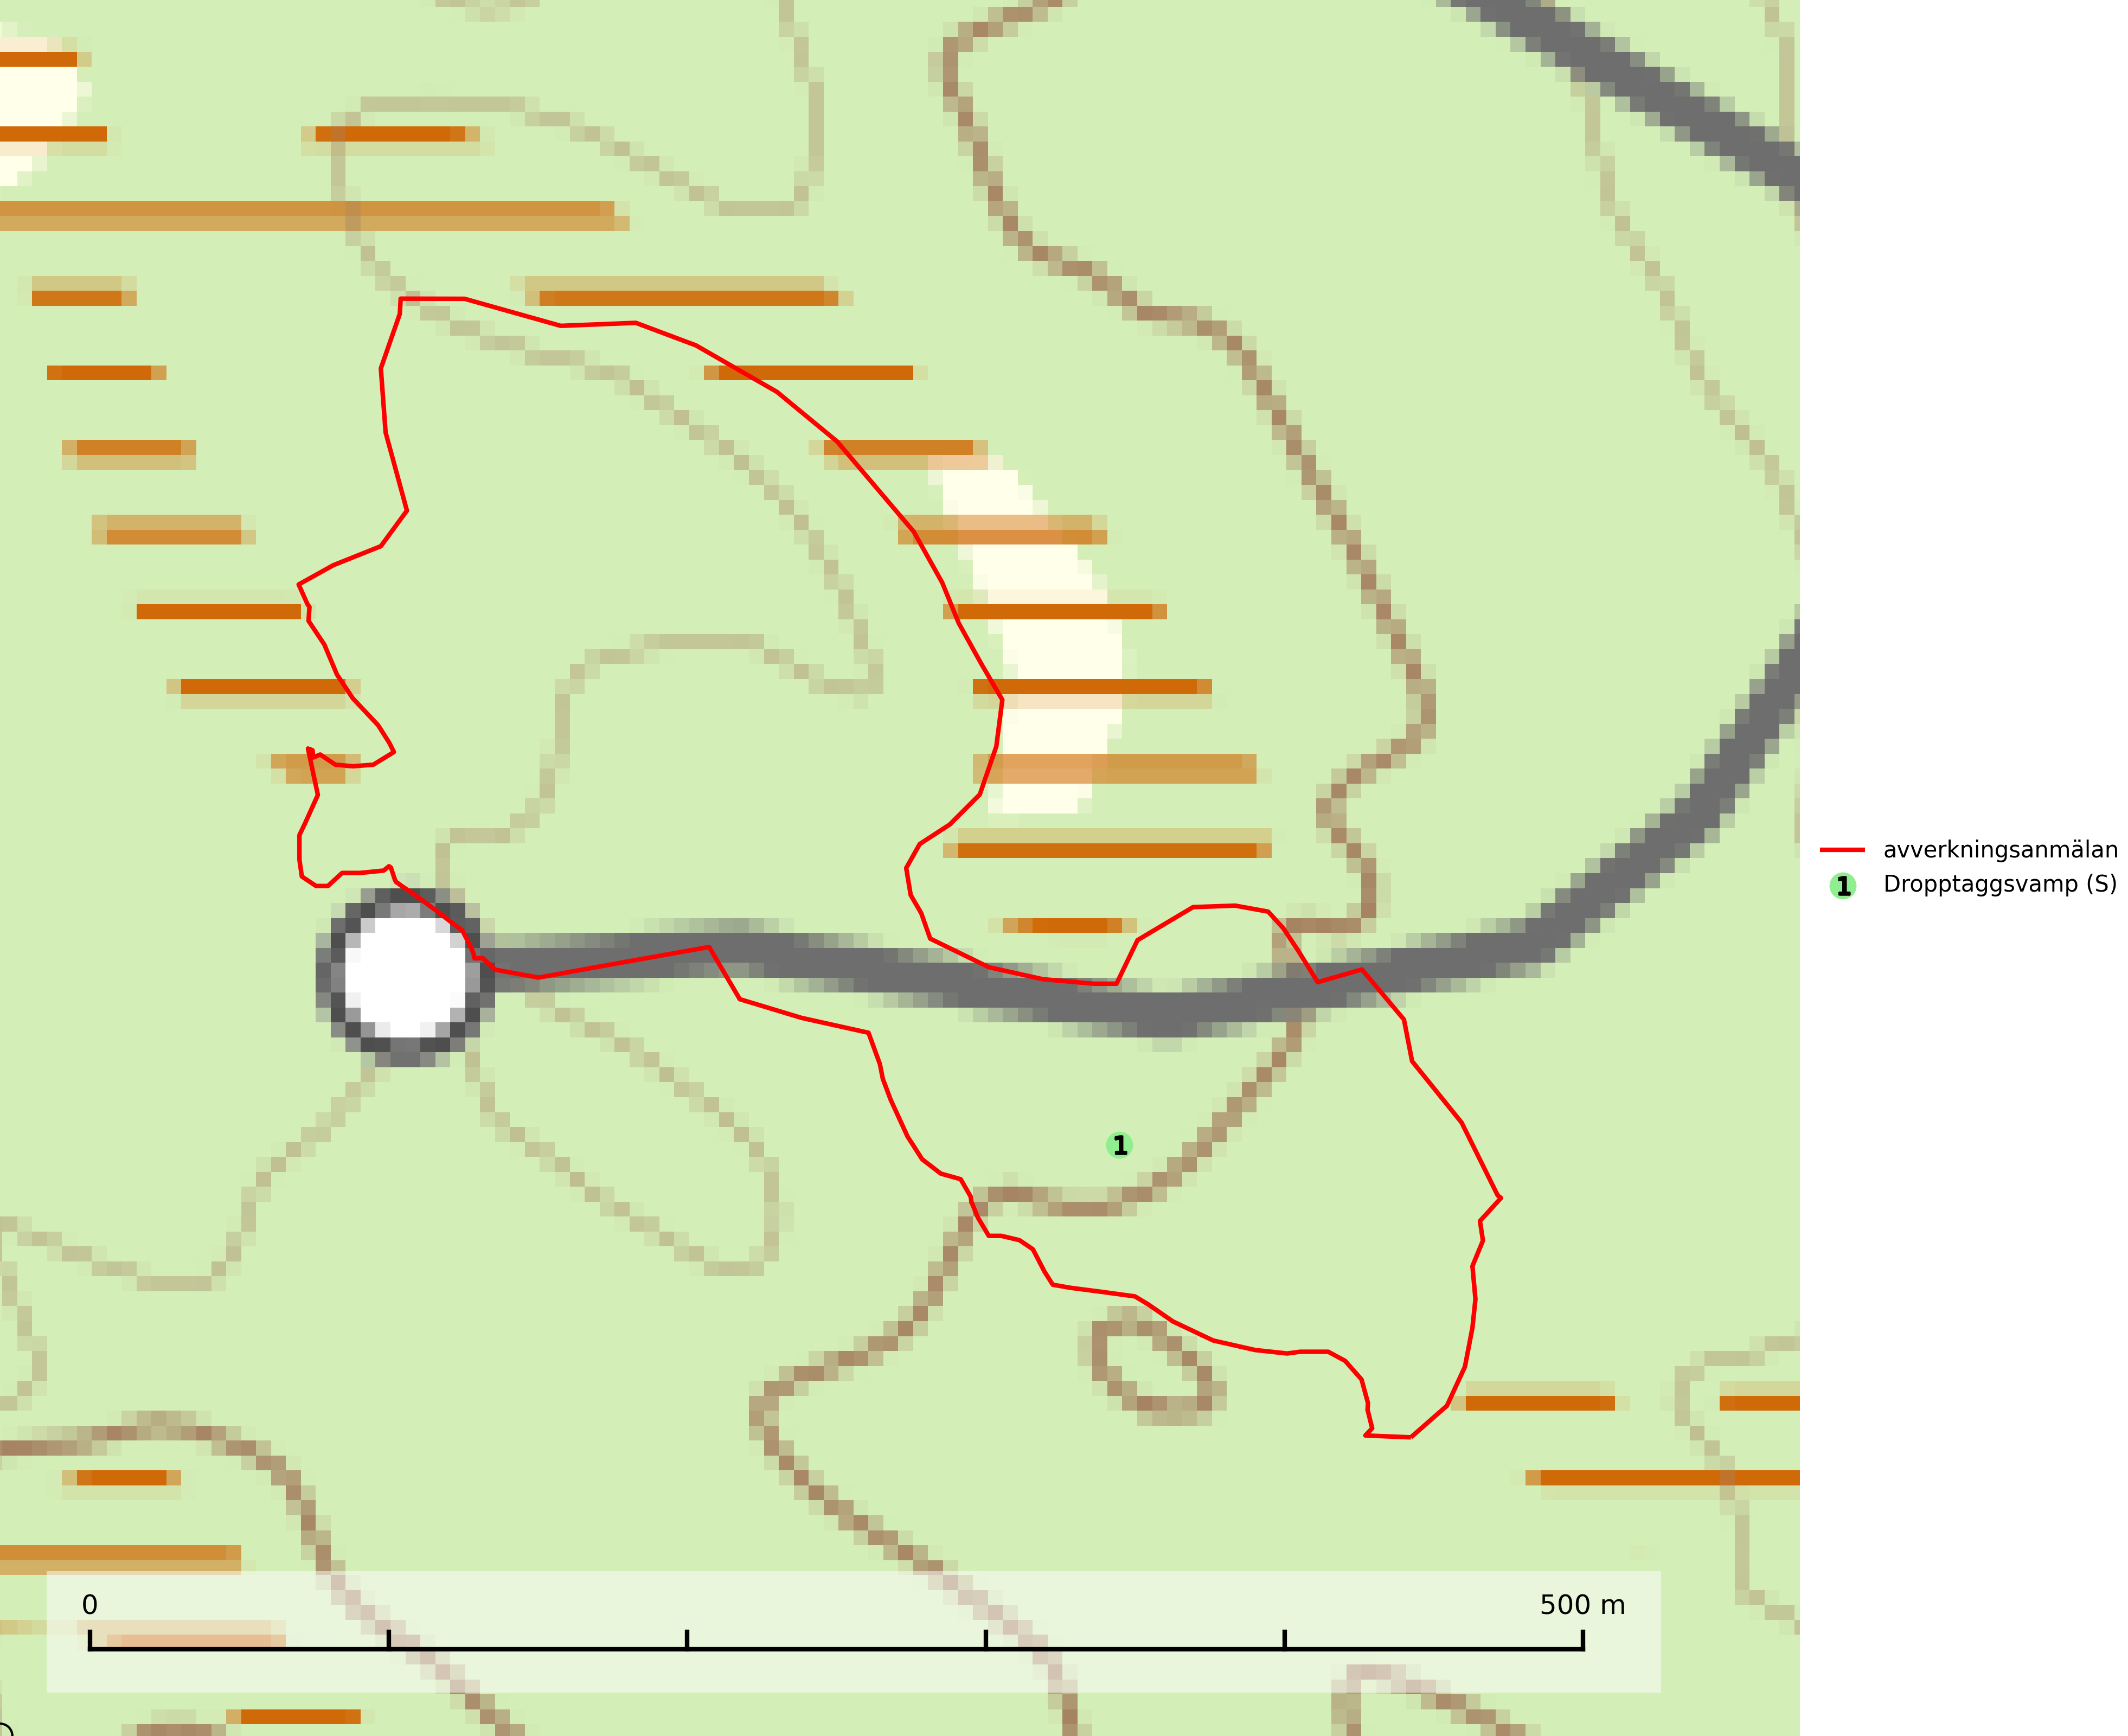 avverkningsanmälan
1 Dropptaggsvamp (S)
1
0 500 m